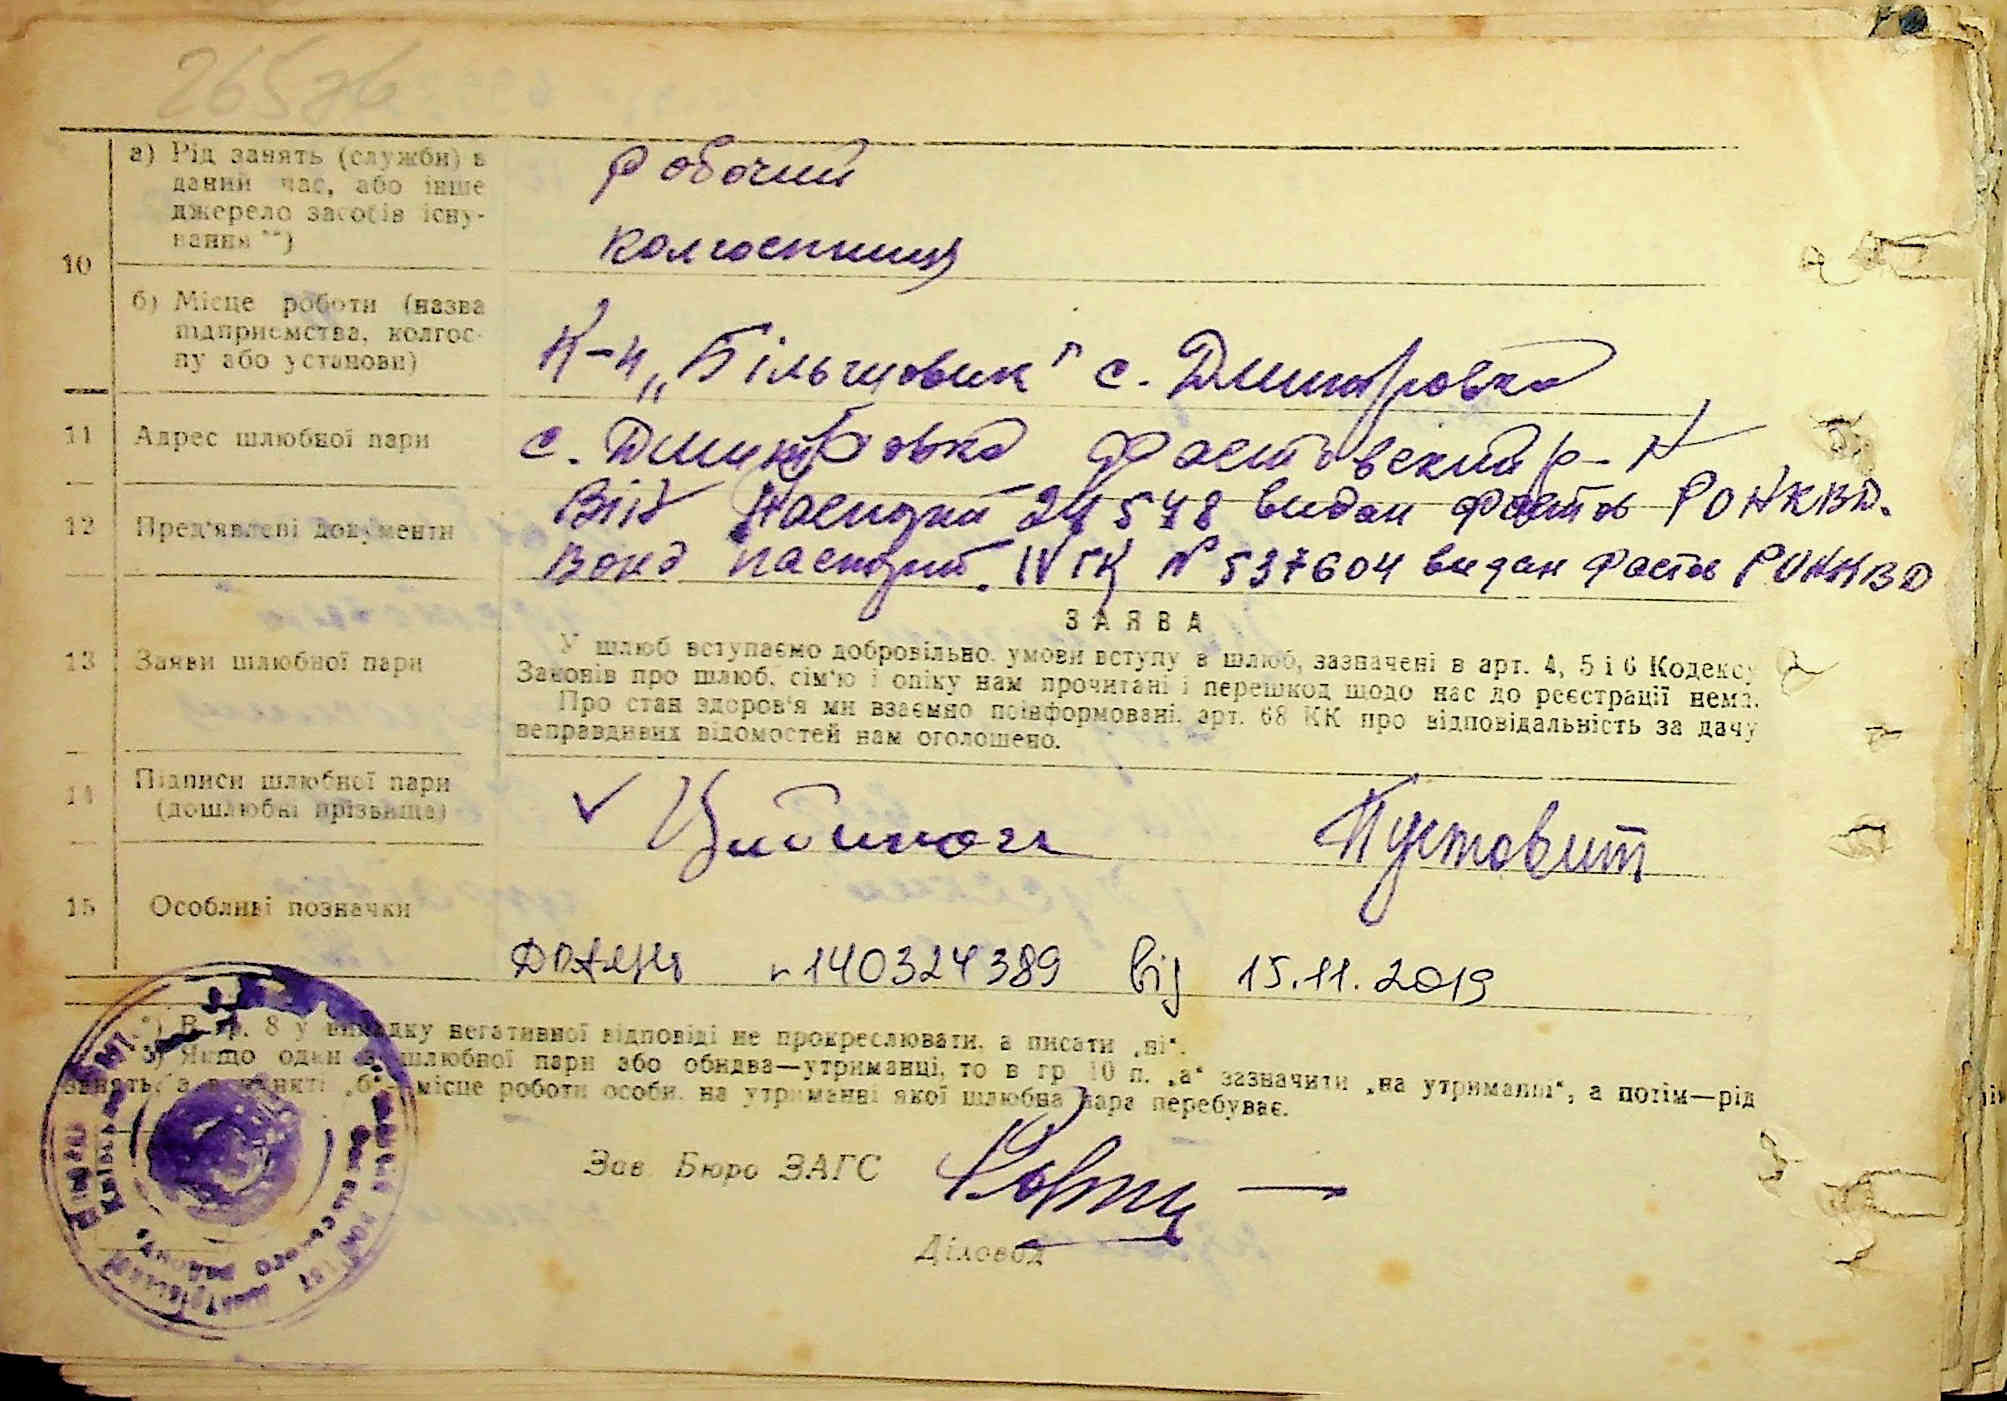 265зв
а) Рід занять (служби) в
даний час, або інше
джерело засобів існу-
вання **)
робочий
колгоспниця
10
б) Місце роботи (назва
підприємства, колгос-
пу або установи)
К-п „Більшовик" с. Дмитровка
11 Адрес шлюбної пари
с. Дмитровка Фастовский р-н
12 Пред'явлені документи
Він Паспорт 24578 видан Фастов РОНКВД.
Вона паспорт IV ГК № 537604 видан Фастов РОНКВД
ЗАЯВА
13 Заяви шлюбної пари
У шлюб вступаємо добровільно, умови вступу в шлюб, зазначені в арт. 4, 5 і 6 Кодексу
Законів про шлюб, сім'ю і опіку нам прочитані і перешкод щодо нас до реєстрації нема.
Про стан здоров'я ми взаємно поінформовані, арт. 68 КК про відповідальність за дачу
неправдивих відомостей нам оголошено.
14 Підписи шлюбної пари
(дошлюбні прізвища)
Пустовит
15 Особливі позначки
№140324389 від 15.11.2019
*) В гр. 8 у випадку негативної відповіді не прокреслювати, а писати „ні".
Якщо один з шлюбної пари або обидва—утриманці, то в гр 10 п. „а" зазначити „на утриманні", а потім—рід
занять, а в пункті „б"—місце роботи особи, на утриманні якої шлюбна пара перебуває.
Зав. Бюро ЗАГС
Діловод